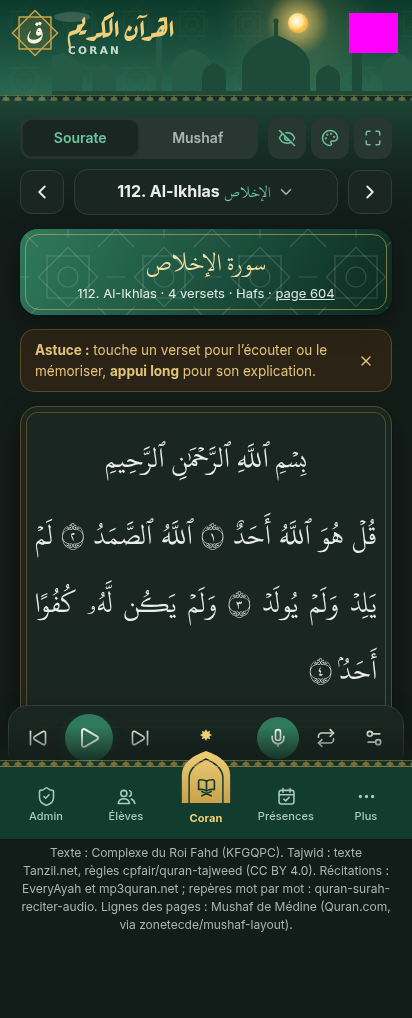 ق
القرآن الكريم
CORAN
Sourate
Mushaf
112. Al-Ikhlas الإخلاص
سورة الإخلاص
112. Al-Ikhlas · 4 versets · Hafs · page 604
Astuce : touche un verset pour l’écouter ou le
mémoriser, appui long pour son explication.
بِسْمِ ٱللَّهِ ٱلرَّحْمَٰنِ ٱلرَّحِيمِ
قُلْ هُوَ ٱللَّهُ أَحَدٌ ١ ٱللَّهُ ٱلصَّمَدُ ٢ لَمْ
يَلِدْ وَلَمْ يُولَدْ ٣ وَلَمْ يَكُن لَّهُۥ كُفُوًا
أَحَدٌۢ ٤
Admin
Élèves
Coran
Présences
Plus
Texte : Complexe du Roi Fahd (KFGQPC). Tajwid : texte
Tanzil.net, règles cpfair/quran-tajweed (CC BY 4.0). Récitations :
EveryAyah et mp3quran.net ; repères mot par mot : quran-surah-
reciter-audio. Lignes des pages : Mushaf de Médine (Quran.com,
via zonetecde/mushaf-layout).